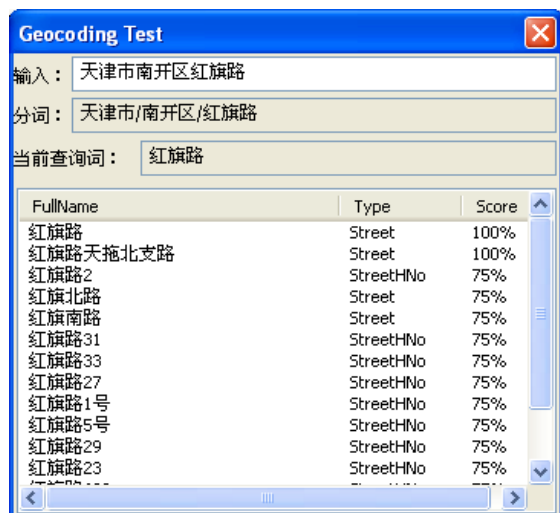 Geocoding Test
输入： 天津市南开区红旗路
分词： 天津市/南开区/红旗路
当前查询词： 红旗路
FullName Type Score
红旗路 Street 100%
红旗路天拖北支路 Street 100%
红旗路2 StreetHNo 75%
红旗北路 Street 75%
红旗南路 Street 75%
红旗路31 StreetHNo 75%
红旗路33 StreetHNo 75%
红旗路27 StreetHNo 75%
红旗路1号 StreetHNo 75%
红旗路5号 StreetHNo 75%
红旗路29 StreetHNo 75%
红旗路23 StreetHNo 75%